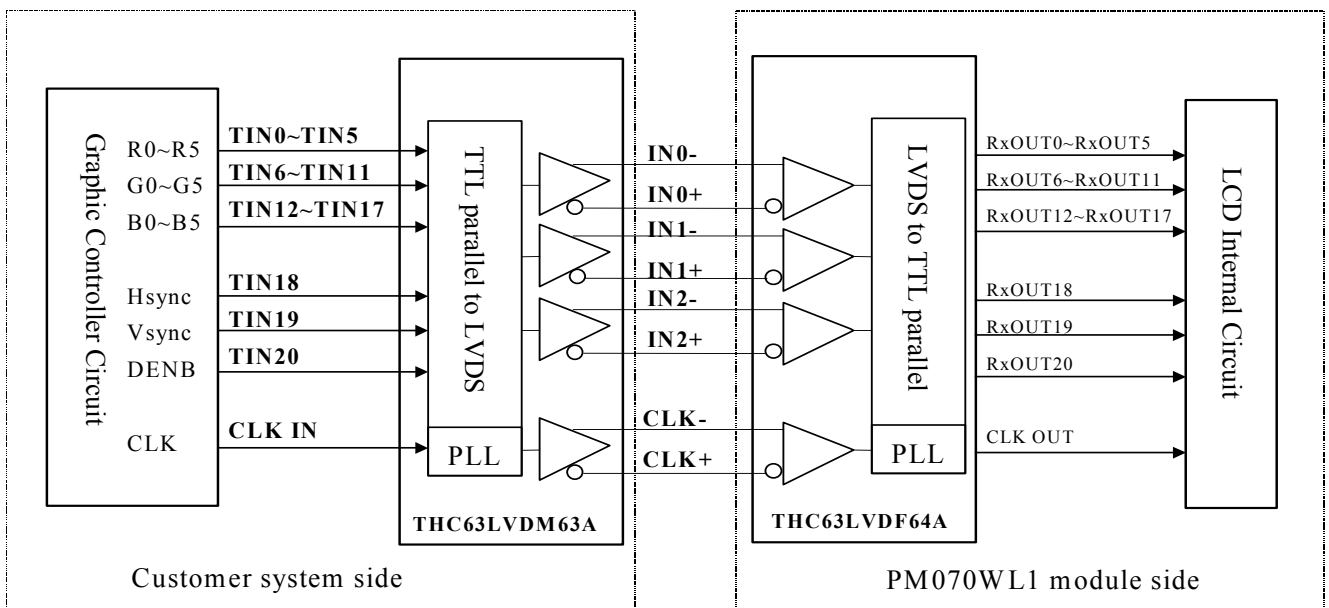 Graphic Controller Circuit
R0~R5
G0~G5
B0~B5
Hsync
Vsync
DENB
CLK
TIN0~TIN5
TIN6~TIN11
TIN12~TIN17
TIN18
TIN19
TIN20
CLK IN
TTL parallel to LVDS
PLL
THC63LVDM63A
Customer system side
IN0-
IN0+
IN1-
IN1+
IN2-
IN2+
CLK-
CLK+
LVDS to TTL parallel
PLL
THC63LVDF64A
RxOUT0~RxOUT5
RxOUT6~RxOUT11
RxOUT12~RxOUT17
RxOUT18
RxOUT19
RxOUT20
CLK OUT
LCD Internal Circuit
PM070WL1 module side